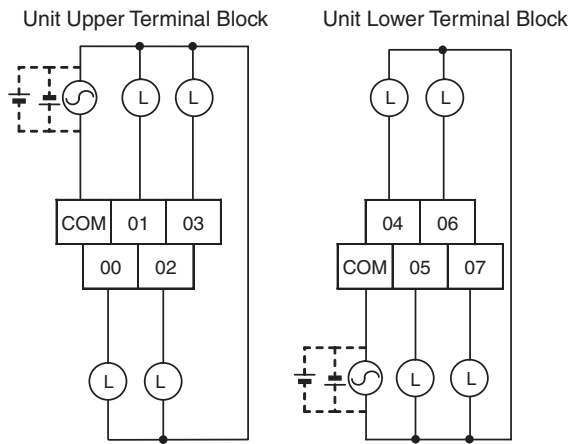 Unit Upper Terminal Block
L L
COM 01 03
00 02
L L
Unit Lower Terminal Block
L L
04 06
COM 05 07
L L